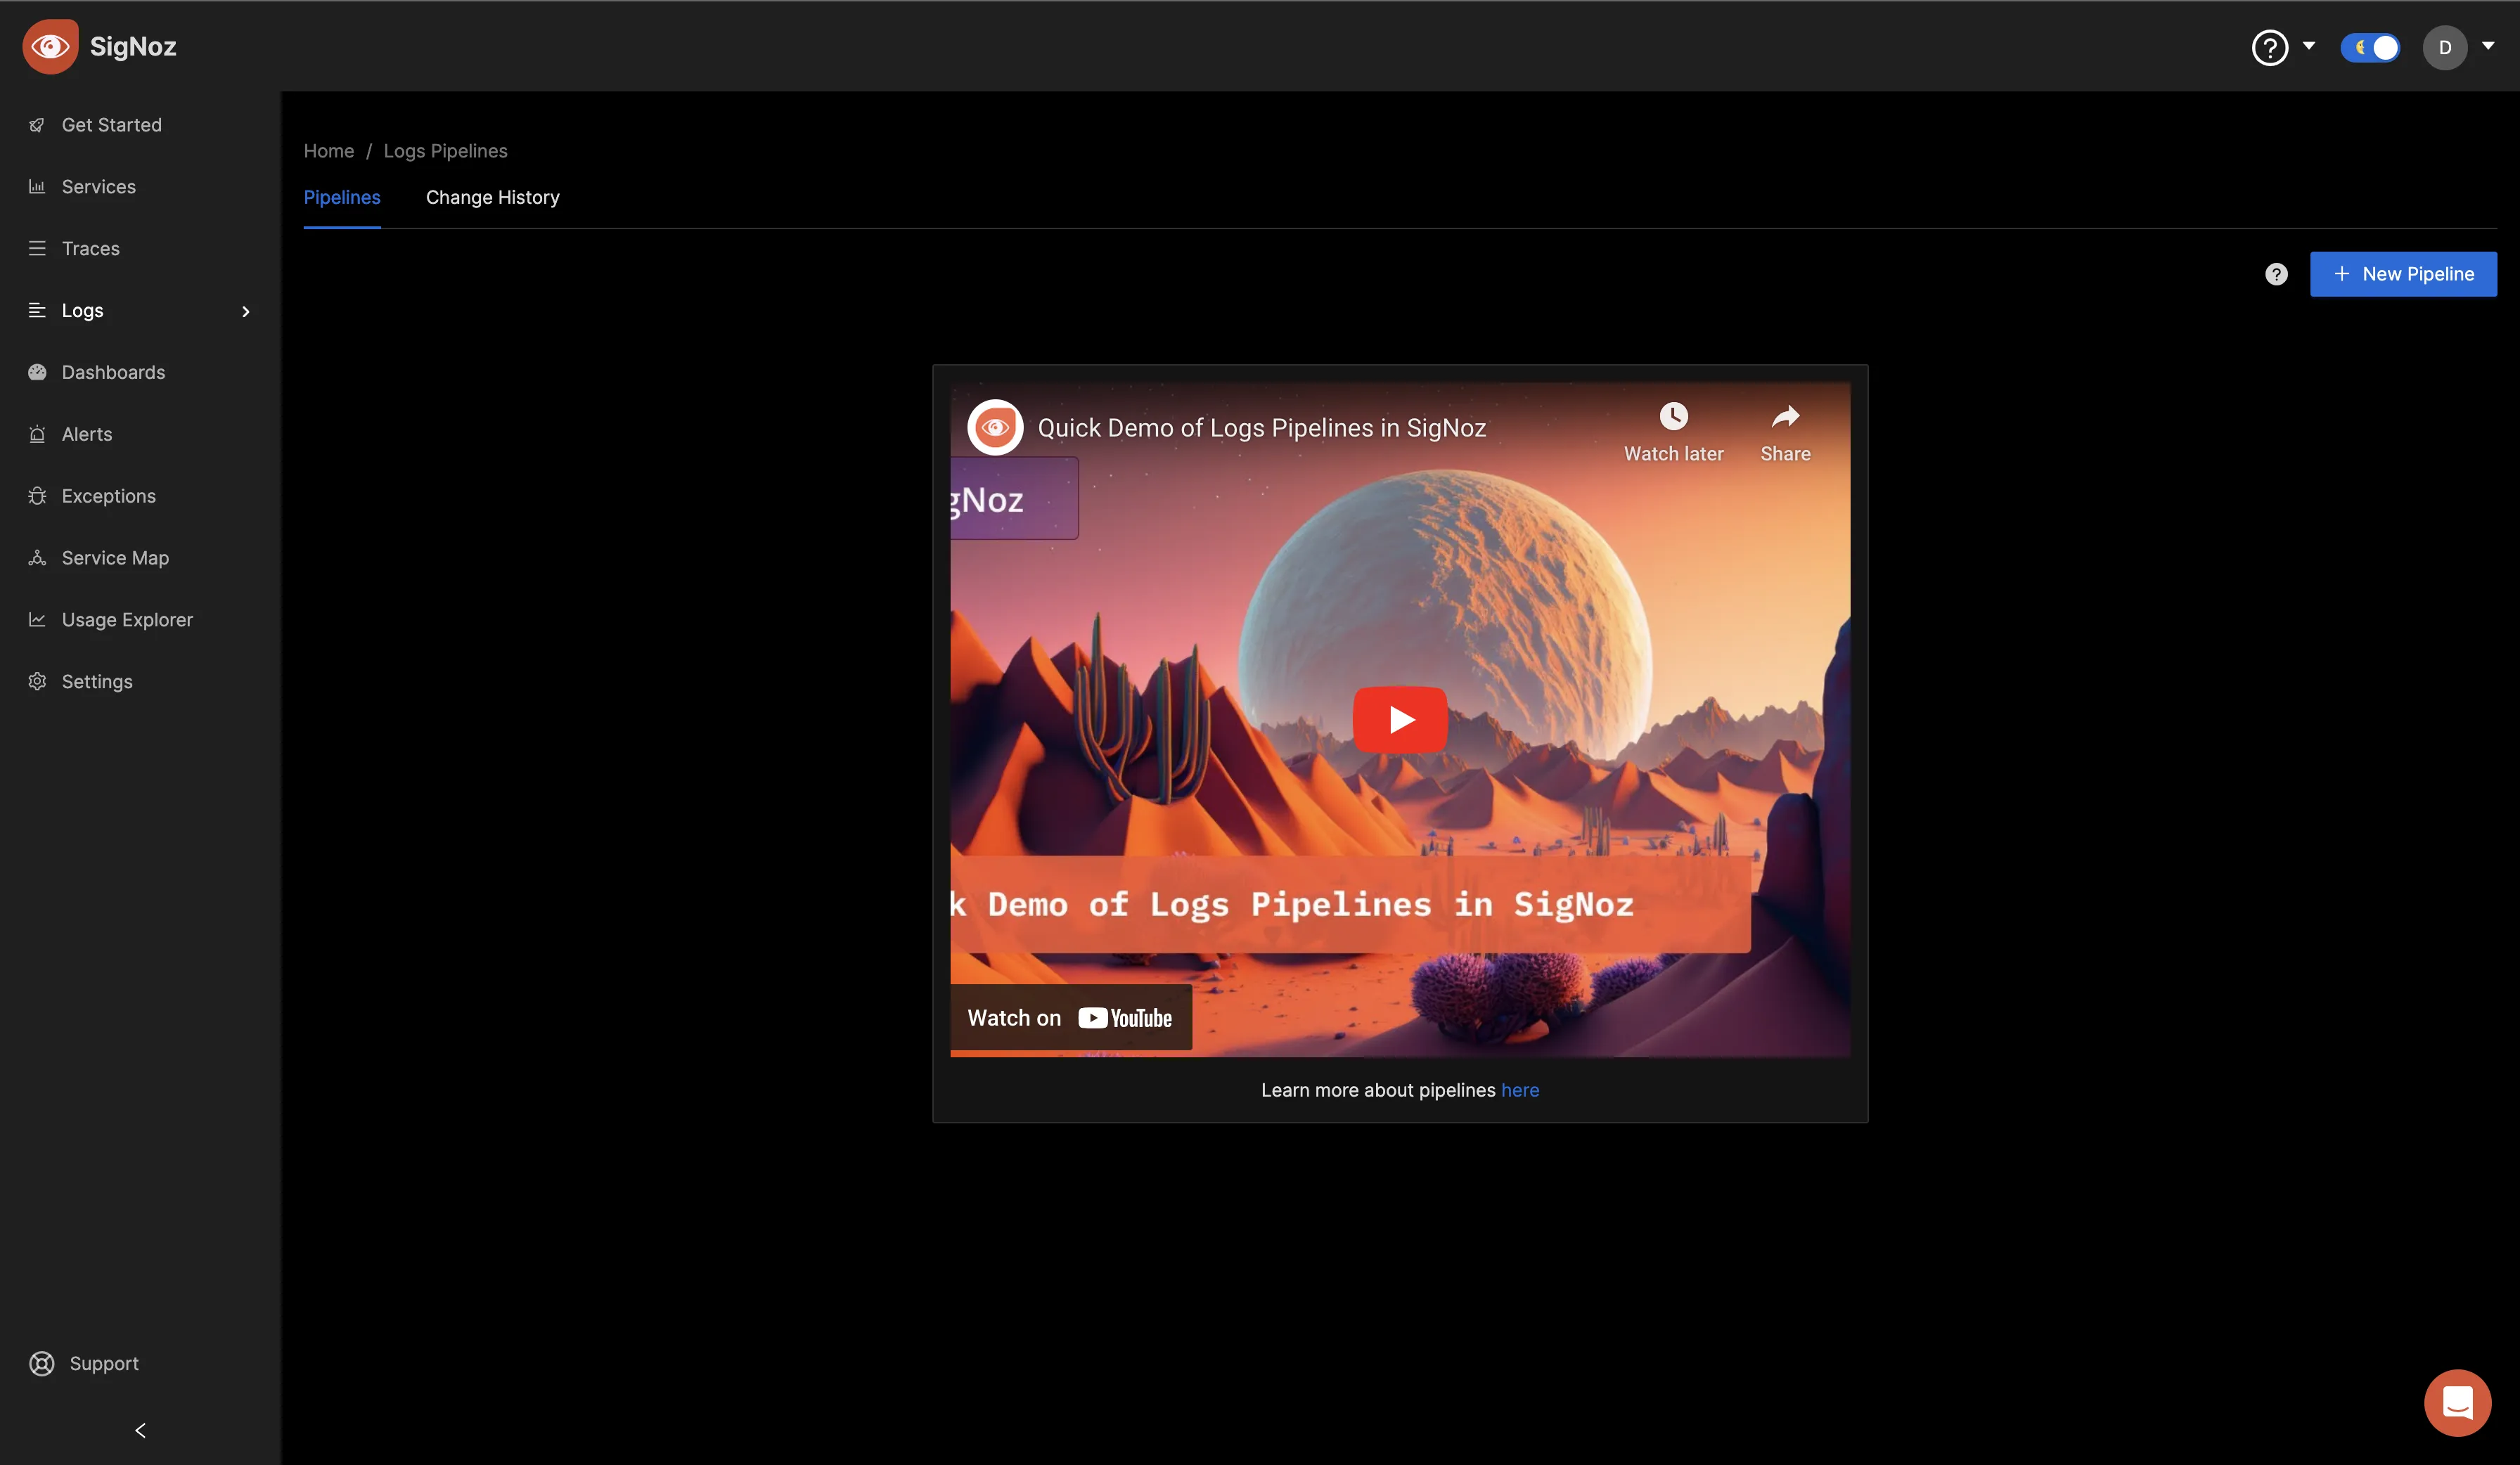 SigNoz
?
D
Get Started
Services
Traces
Logs
Dashboards
Alerts
Exceptions
Service Map
Usage Explorer
Settings
Support
Home / Logs Pipelines
Pipelines
Change History
?
+ New Pipeline
Quick Demo of Logs Pipelines in SigNoz
Watch later
Share
gNoz
k Demo of Logs Pipelines in SigNoz
Watch on YouTube
Learn more about pipelines here